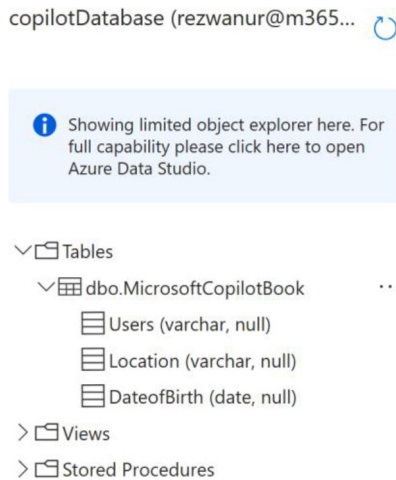 copilotDatabase (rezwanur@m365...
Showing limited object explorer here. For
full capability please click here to open
Azure Data Studio.
Tables
dbo.MicrosoftCopilotBook
Users (varchar, null)
Location (varchar, null)
DateofBirth (date, null)
Views
Stored Procedures